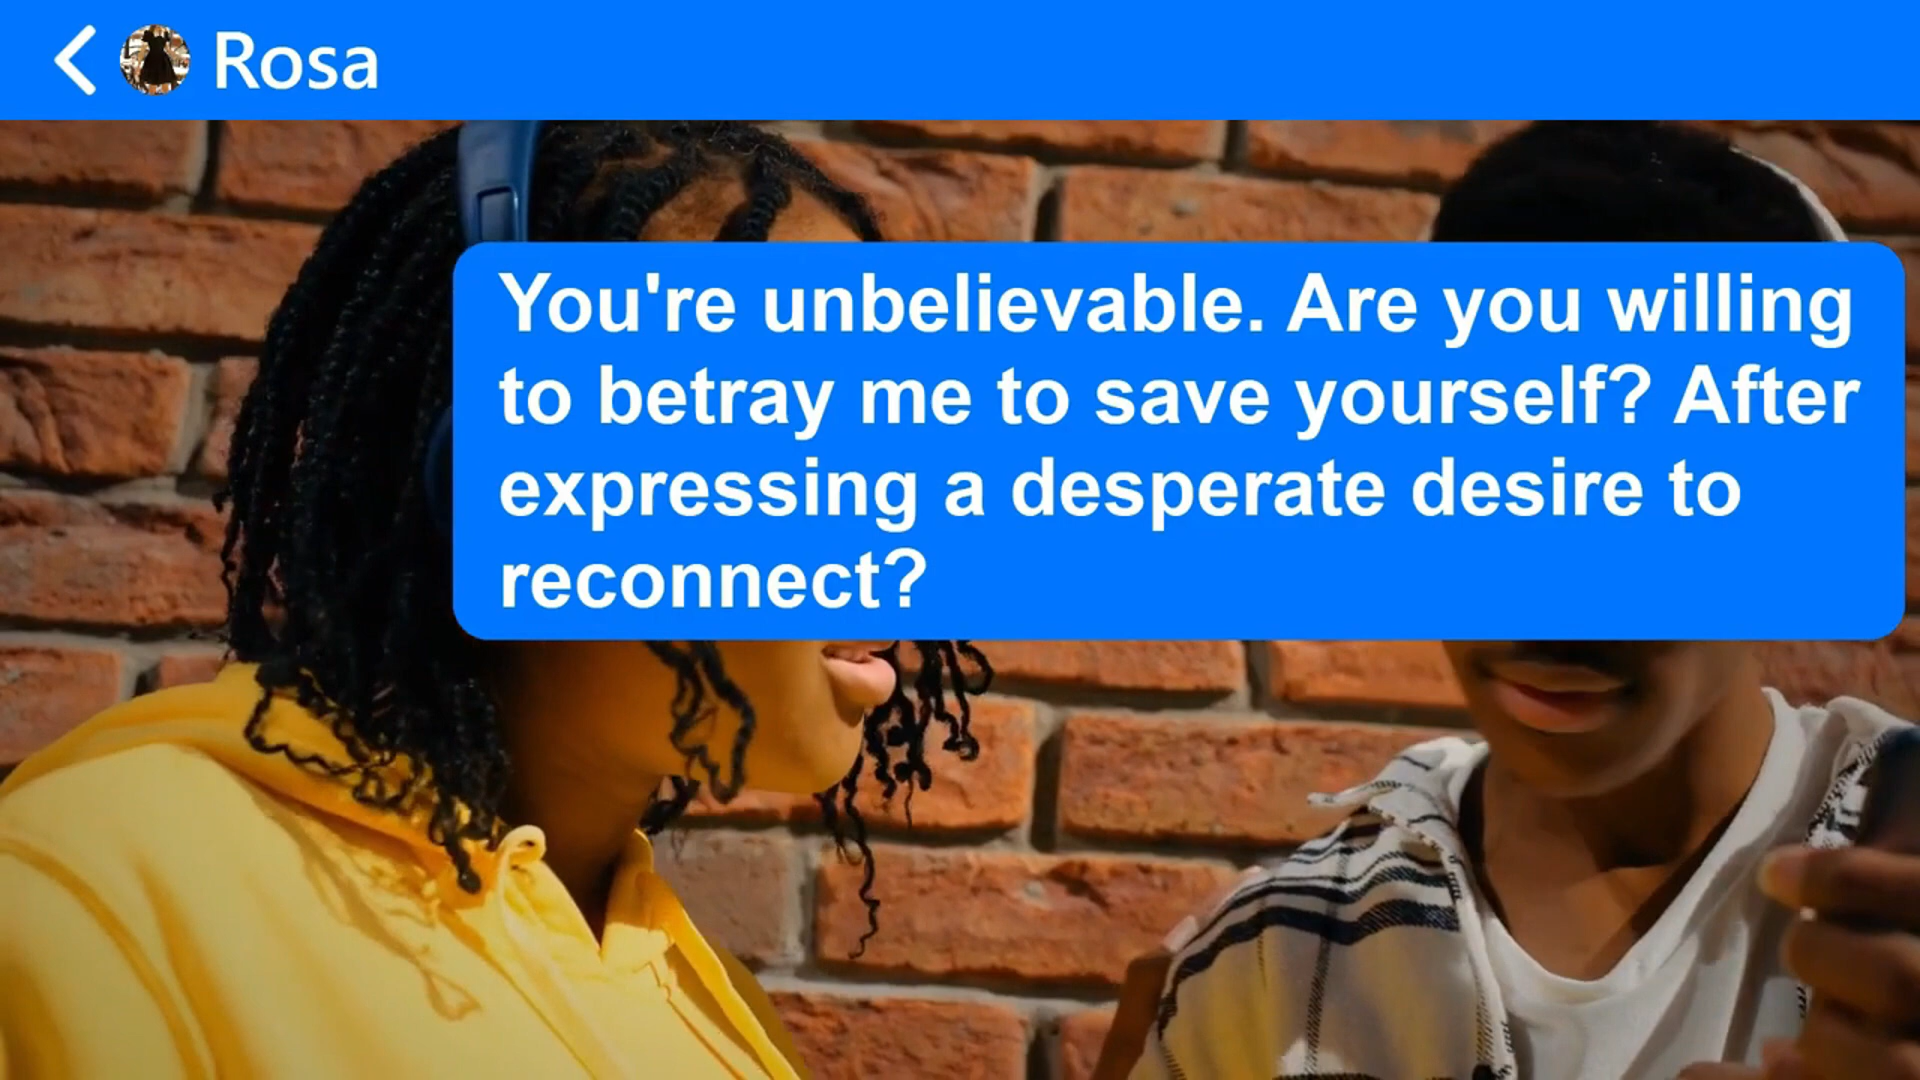 Rosa
You're unbelievable. Are you willing
to betray me to save yourself? After
expressing a desperate desire to
reconnect?